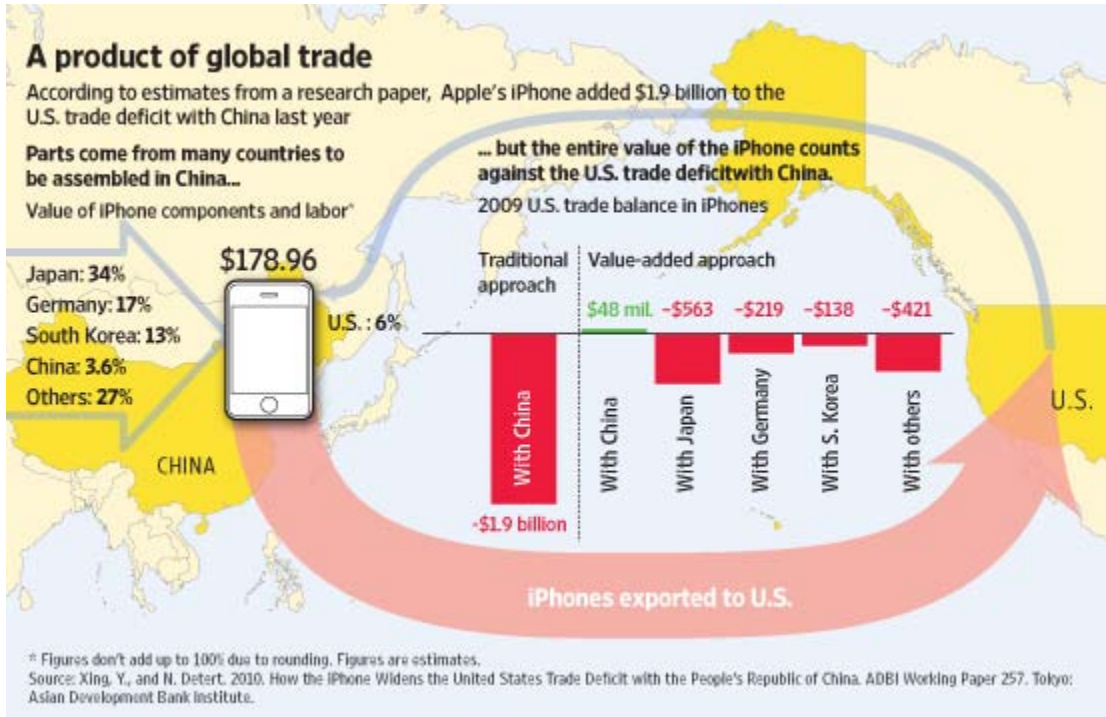 A product of global trade
According to estimates from a research paper, Apple's iPhone added $1.9 billion to the
U.S. trade deficit with China last year
Parts come from many countries to
be assembled in China...
Value of iPhone components and labor*
Japan: 34%
Germany: 17%
South Korea: 13%
China: 3.6%
Others: 27%
$178.96
U.S. : 6%
CHINA
... but the entire value of the iPhone counts
against the U.S. trade deficitwith China.
2009 U.S. trade balance in iPhones
Traditional
approach
Value-added approach
$48 mil. -$563 -$219 -$138 -$421
With China
With China
With Japan
With Germany
With S. Korea
With others
-$1.9 billion
U.S.
iPhones exported to U.S.
* Figures don't add up to 100% due to rounding. Figures are estimates.
Source: Xing, Y., and N. Detert. 2010. How the iPhone Widens the United States Trade Deficit with the People's Republic of China. ADBI Working Paper 257. Tokyo:
Asian Development Bank Institute.